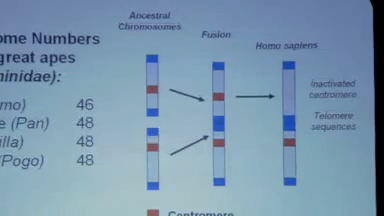 Ancestral
Chromosomes
ome Numbers
great apes
minidae):
mo) 46
e (Pan) 48
illa) 48
(Pogo) 48
Fusion
Homo sapiens
Inactivated
centromere
Telomere
sequences
Centromere